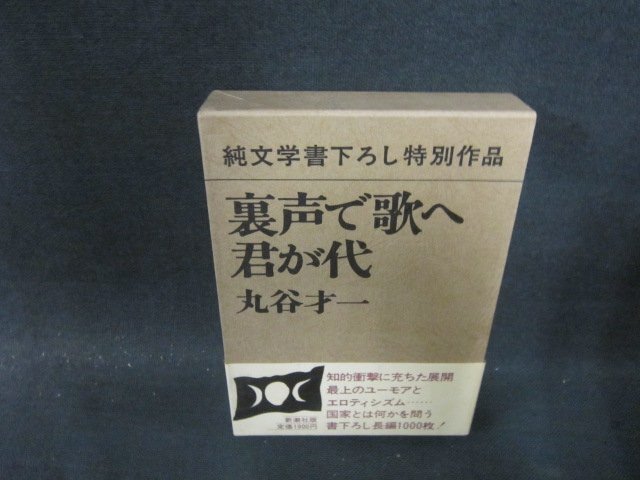 純文学書下ろし特別作品
裏声で歌へ
君が代
丸谷才一
知的衝撃に充ちた展開
最上のユーモアと
エロティシズム……
国家とは何かを問う
書下ろし長編1000枚!
新潮社版
定価1900円